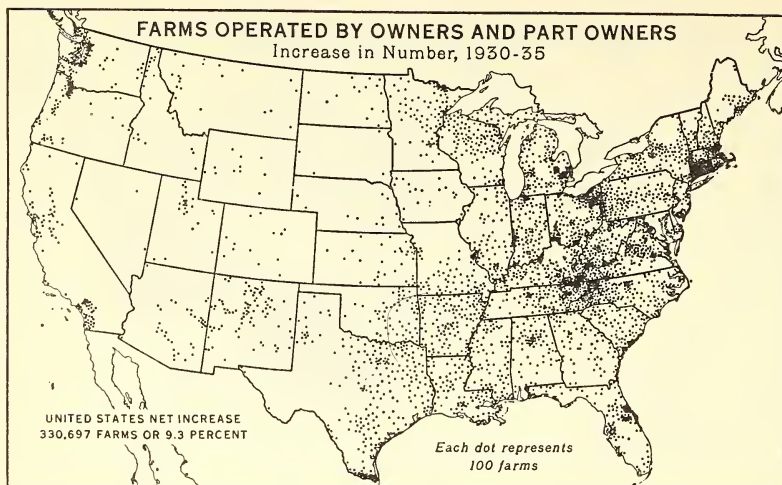 FARMS OPERATED BY OWNERS AND PART OWNERS
Increase in Number, 1930-35
UNITED STATES NET INCREASE
330,697 FARMS OR 9.3 PERCENT
Each dot represents
100 farms